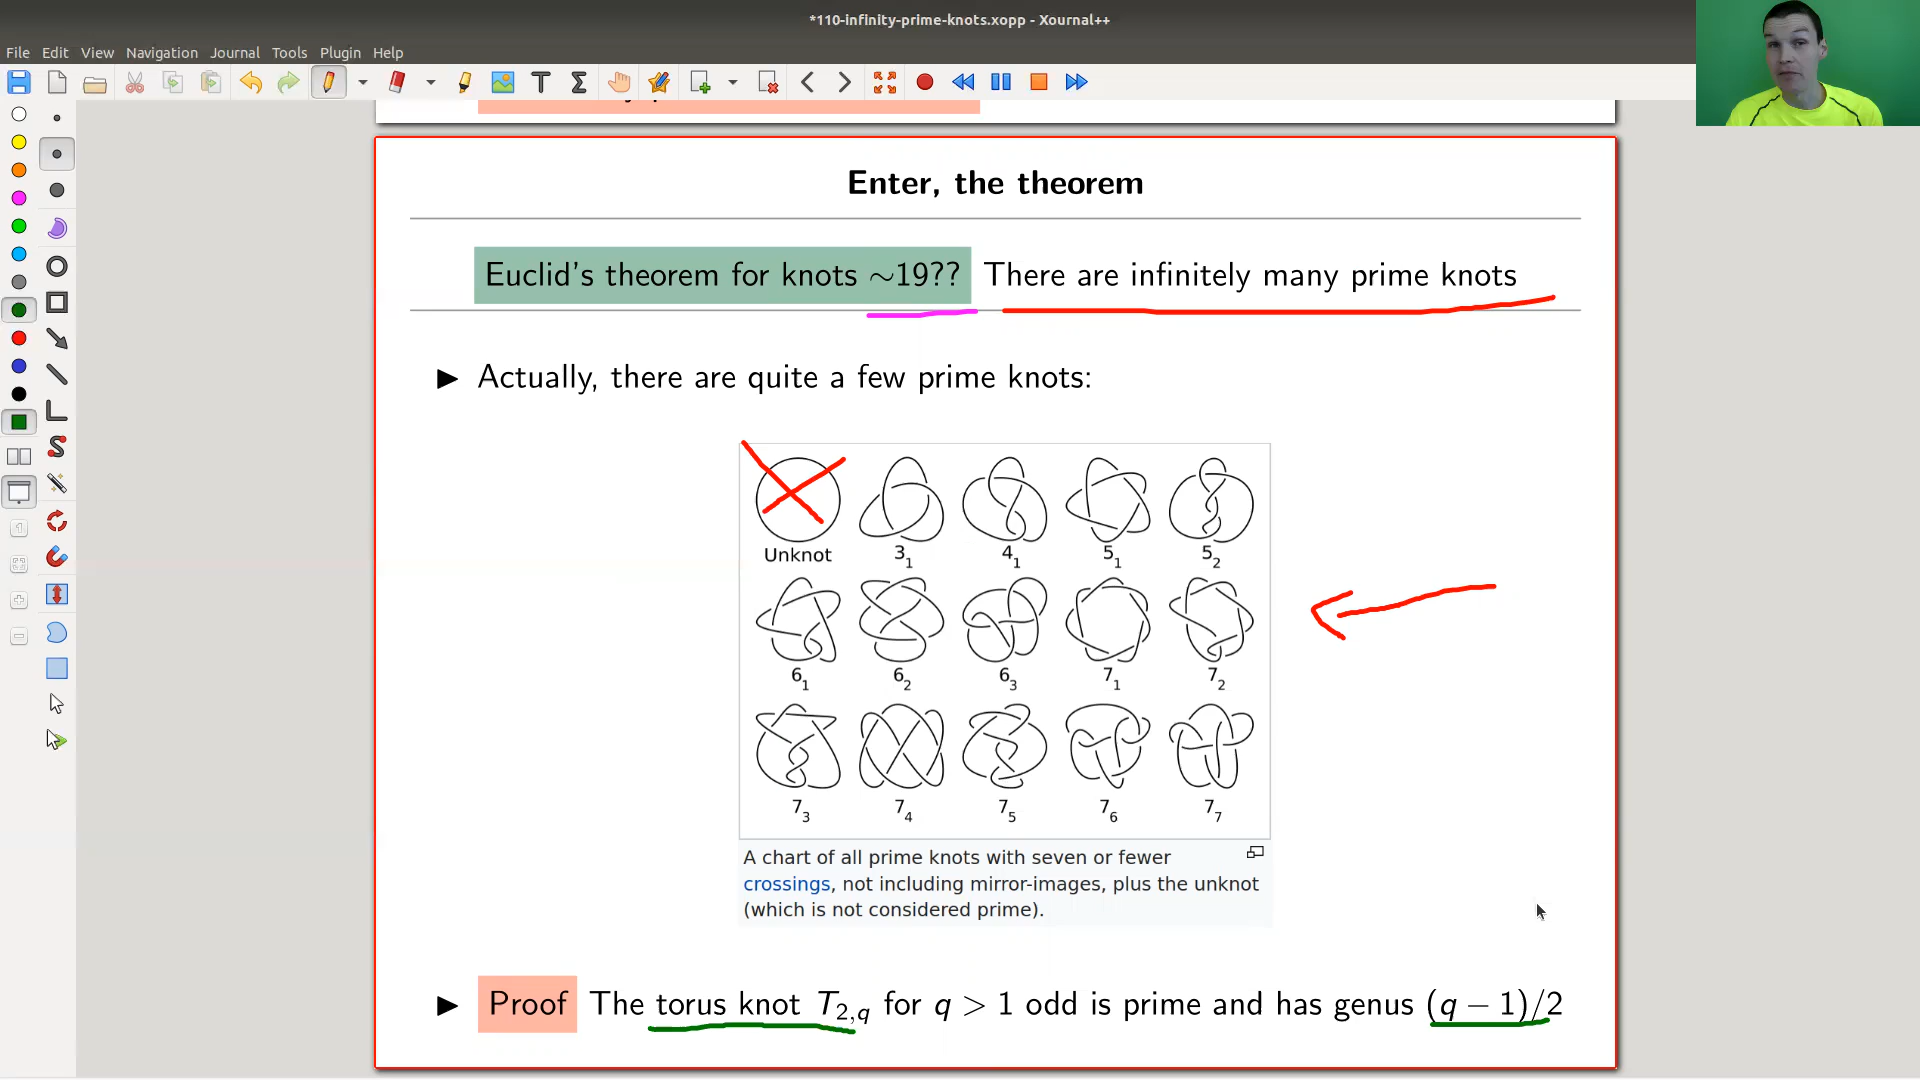 *110-infinity-prime-knots.xopp - Xournal++
File Edit View Navigation Journal Tools Plugin Help
Enter, the theorem
Euclid's theorem for knots ∼19?? There are infinitely many prime knots
▶ Actually, there are quite a few prime knots:
Unknot 3₁ 4₁ 5₁ 5₂
6₁ 6₂ 6₃ 7₁ 7₂
7₃ 7₄ 7₅ 7₆ 7₇
A chart of all prime knots with seven or fewer
crossings, not including mirror-images, plus the unknot
(which is not considered prime).
▶ Proof The torus knot T₂,q for q > 1 odd is prime and has genus (q − 1)/2